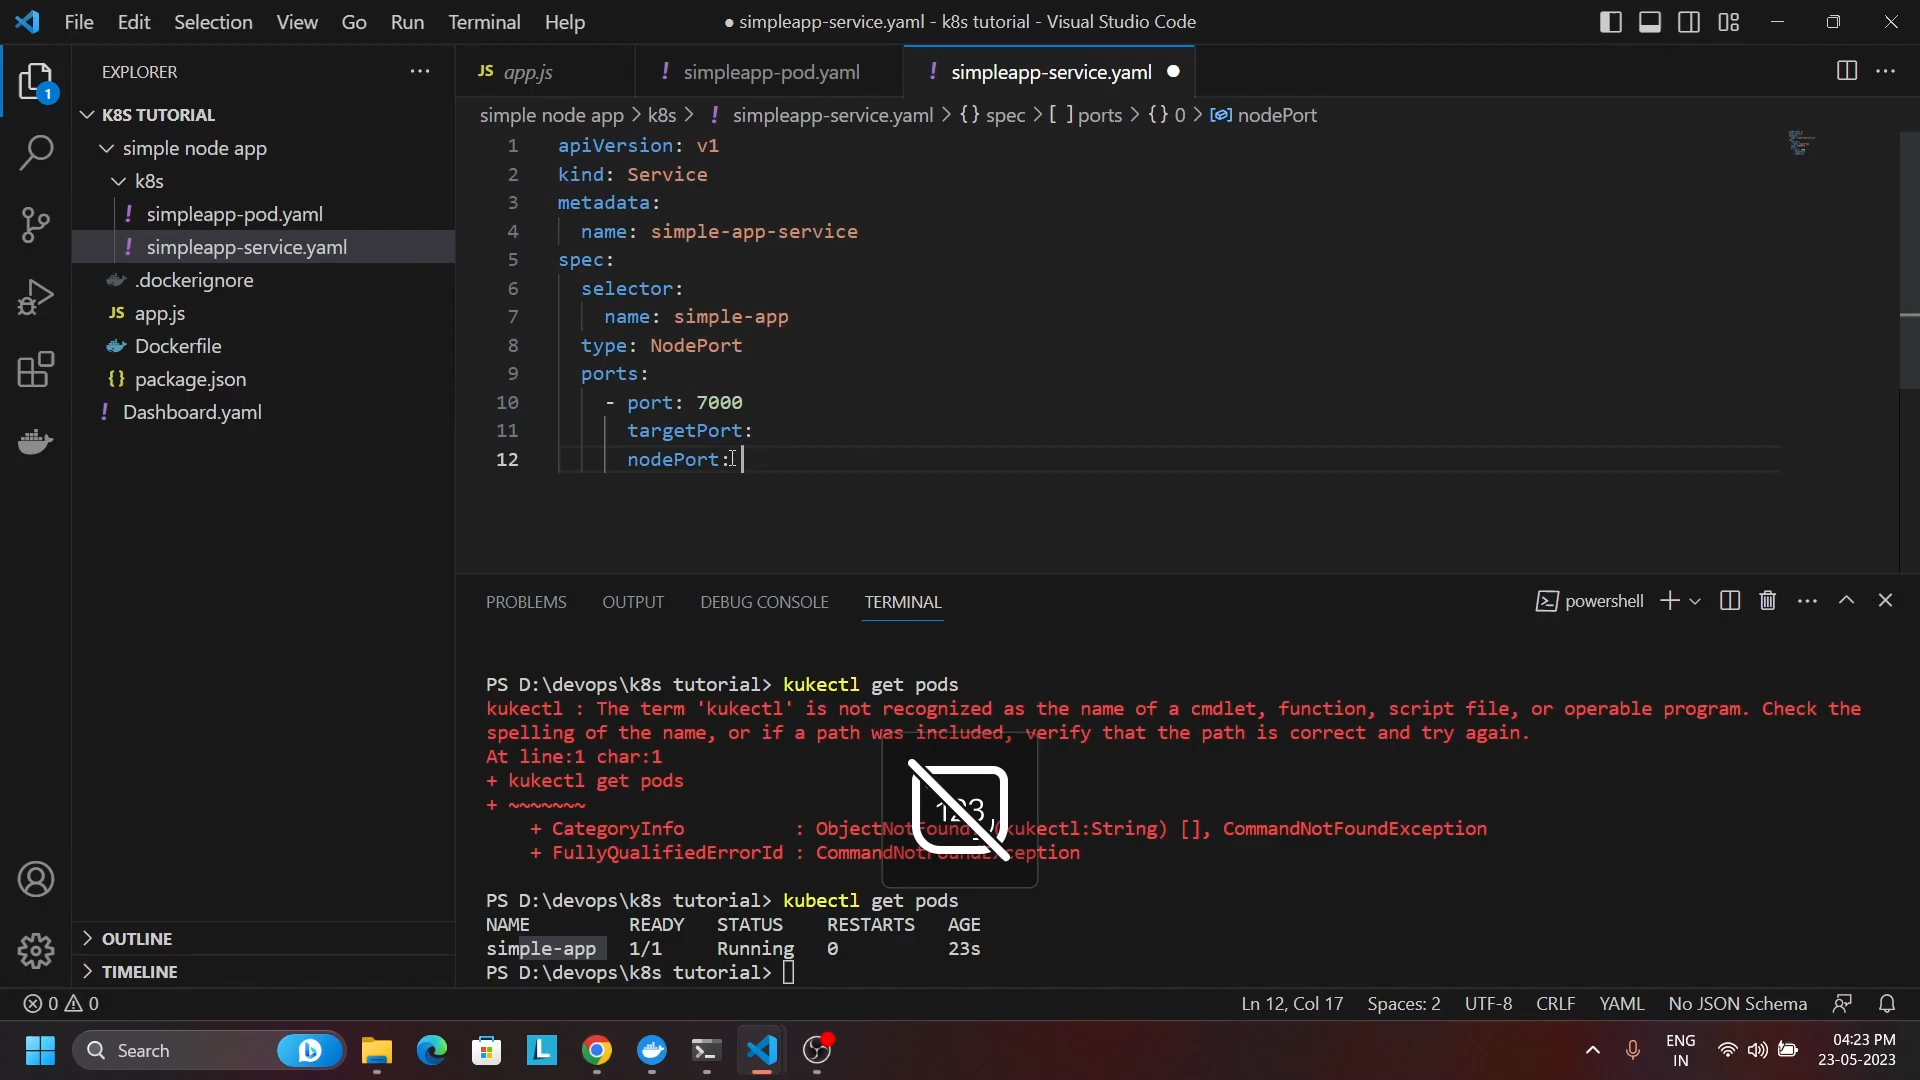 File Edit Selection View Go Run Terminal Help
● simpleapp-service.yaml - k8s tutorial - Visual Studio Code
EXPLORER
JS app.js
! simpleapp-pod.yaml
! simpleapp-service.yaml
1
K8S TUTORIAL
simple node app
k8s
! simpleapp-pod.yaml
! simpleapp-service.yaml
.dockerignore
JS app.js
Dockerfile
{} package.json
! Dashboard.yaml
OUTLINE
TIMELINE
simple node app > k8s > ! simpleapp-service.yaml > {} spec > [ ] ports > {} 0 > nodePort
1 apiVersion: v1
2 kind: Service
3 metadata:
4 name: simple-app-service
5 spec:
6 selector:
7 name: simple-app
8 type: NodePort
9 ports:
10 - port: 7000
11 targetPort:
12 nodePort:
PROBLEMS OUTPUT DEBUG CONSOLE TERMINAL
powershell
PS D:\devops\k8s tutorial> kukectl get pods
kukectl : The term 'kukectl' is not recognized as the name of a cmdlet, function, script file, or operable program. Check the
spelling of the name, or if a path was included, verify that the path is correct and try again.
At line:1 char:1
+ kukectl get pods
+ ~~~~~~~
+ CategoryInfo : ObjectNotFound: (kukectl:String) [], CommandNotFoundException
+ FullyQualifiedErrorId : CommandNotFoundException
123
PS D:\devops\k8s tutorial> kubectl get pods
NAME READY STATUS RESTARTS AGE
simple-app 1/1 Running 0 23s
PS D:\devops\k8s tutorial>
0 0
Ln 12, Col 17 Spaces: 2 UTF-8 CRLF YAML No JSON Schema
Search
L
ENG
IN
04:23 PM
23-05-2023